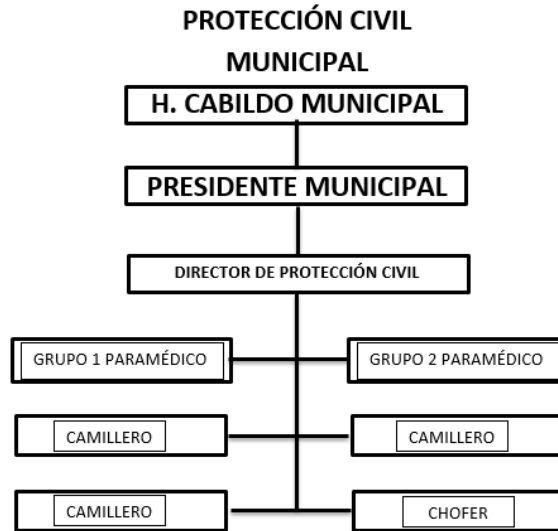 PROTECCIÓN CIVIL
MUNICIPAL
H. CABILDO MUNICIPAL
PRESIDENTE MUNICIPAL
DIRECTOR DE PROTECCIÓN CIVIL
GRUPO 1 PARAMÉDICO
GRUPO 2 PARAMÉDICO
CAMILLERO
CAMILLERO
CAMILLERO
CHOFER